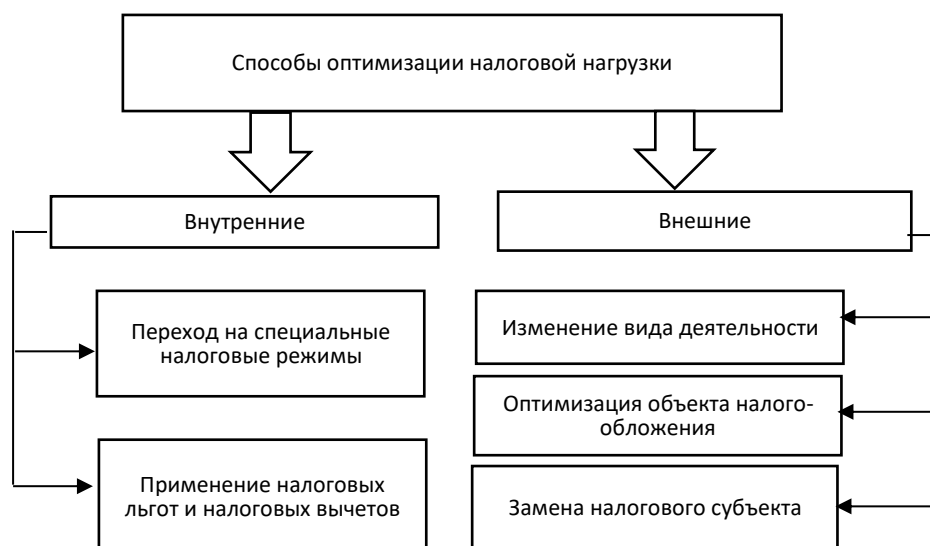 Способы оптимизации налоговой нагрузки
Внутренние
Внешние
Переход на специальные
налоговые режимы
Применение налоговых
льгот и налоговых вычетов
Изменение вида деятельности
Оптимизация объекта налого-
обложения
Замена налогового субъекта